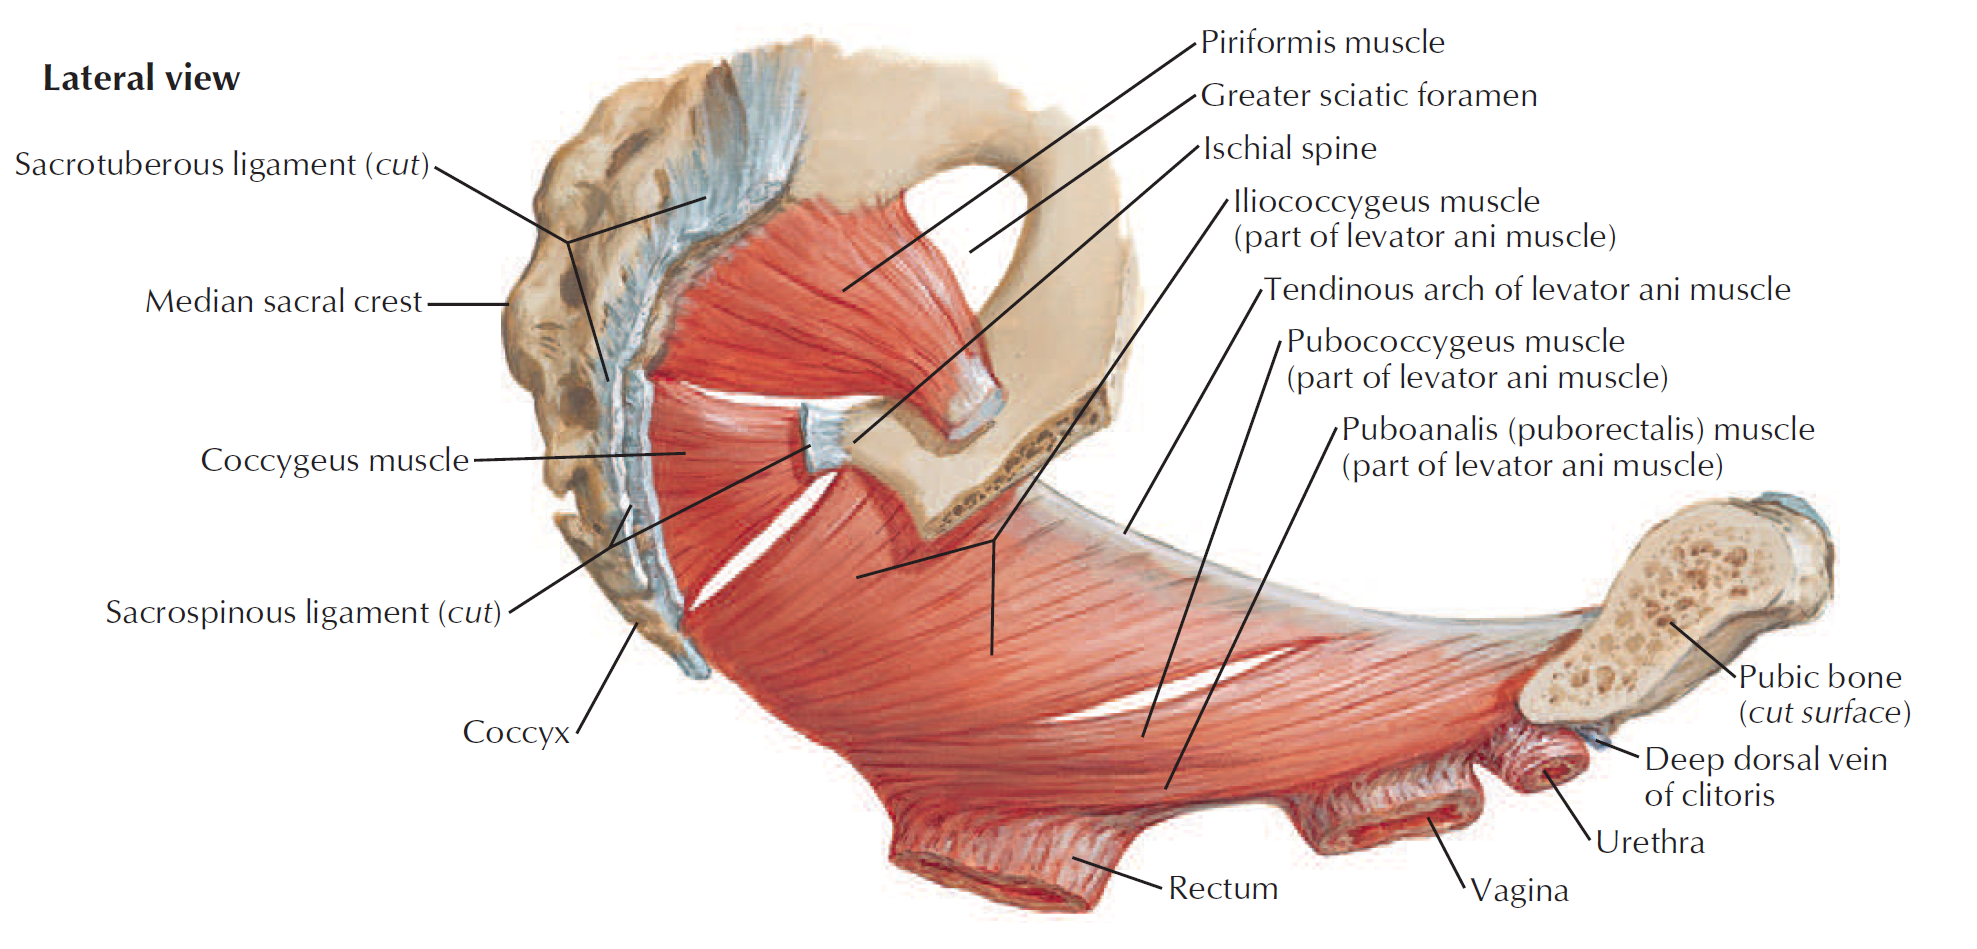 Lateral view
Sacrotuberous ligament (cut)
Median sacral crest
Coccygeus muscle
Sacrospinous ligament (cut)
Coccyx
Piriformis muscle
Greater sciatic foramen
Ischial spine
Iliococcygeus muscle
(part of levator ani muscle)
Tendinous arch of levator ani muscle
Pubococcygeus muscle
(part of levator ani muscle)
Puboanalis (puborectalis) muscle
(part of levator ani muscle)
Pubic bone
(cut surface)
Deep dorsal vein
of clitoris
Urethra
Vagina
Rectum